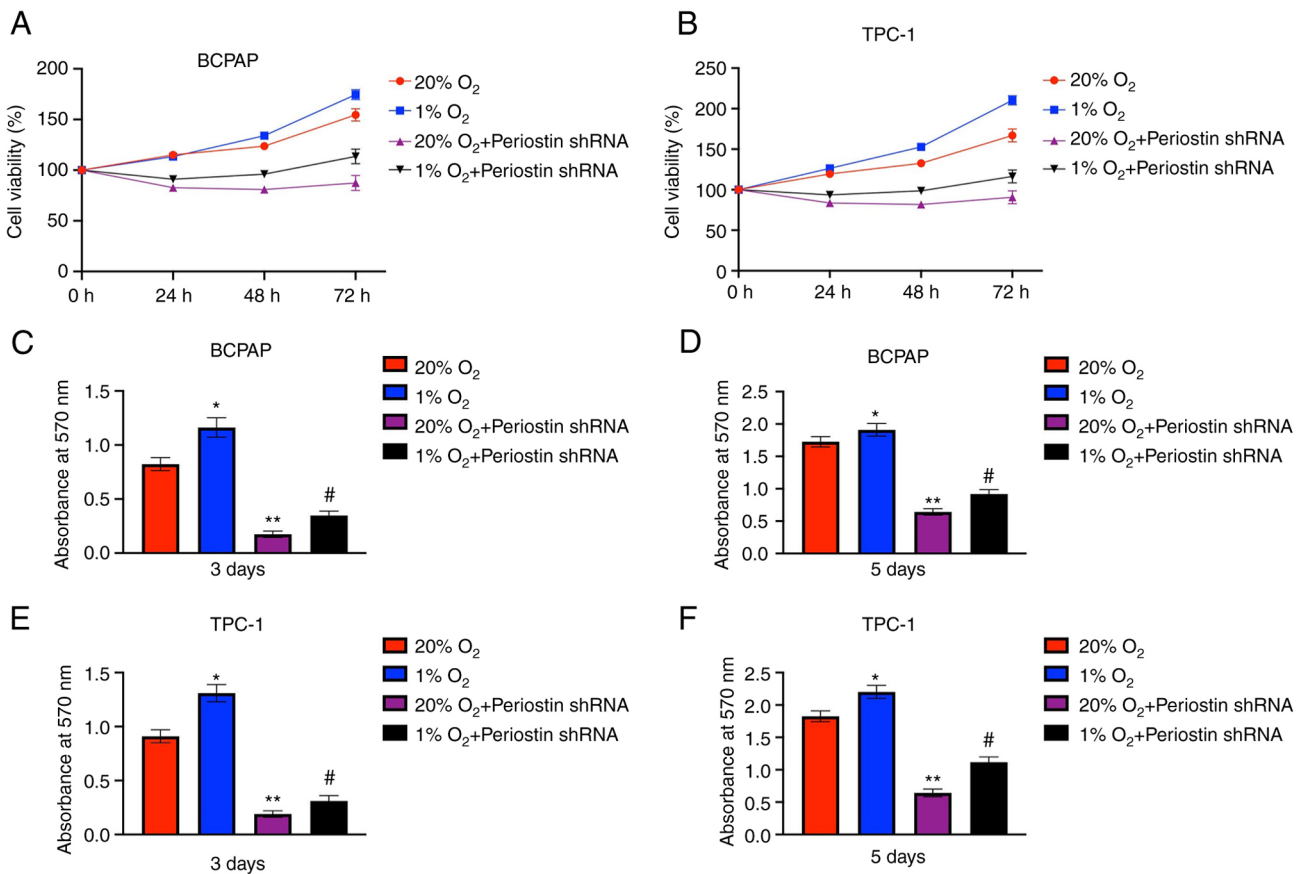 A
BCPAP
Cell viability (%)
200
150
100
50
0
0 h
24 h
48 h
72 h
20% O2
1% O2
20% O2+Periostin shRNA
1% O2+Periostin shRNA
B
TPC-1
Cell viability (%)
250
200
150
100
50
0
0 h
24 h
48 h
72 h
20% O2
1% O2
20% O2+Periostin shRNA
1% O2+Periostin shRNA
C
BCPAP
Absorbance at 570 nm
1.5
1.0
0.5
0.0
*
**
#
3 days
20% O2
1% O2
20% O2+Periostin shRNA
1% O2+Periostin shRNA
D
BCPAP
Absorbance at 570 nm
2.5
2.0
1.5
1.0
0.5
0.0
*
**
#
5 days
20% O2
1% O2
20% O2+Periostin shRNA
1% O2+Periostin shRNA
E
TPC-1
Absorbance at 570 nm
1.5
1.0
0.5
0.0
*
**
#
3 days
20% O2
1% O2
20% O2+Periostin shRNA
1% O2+Periostin shRNA
F
TPC-1
Absorbance at 570 nm
2.5
2.0
1.5
1.0
0.5
0.0
*
**
#
5 days
20% O2
1% O2
20% O2+Periostin shRNA
1% O2+Periostin shRNA